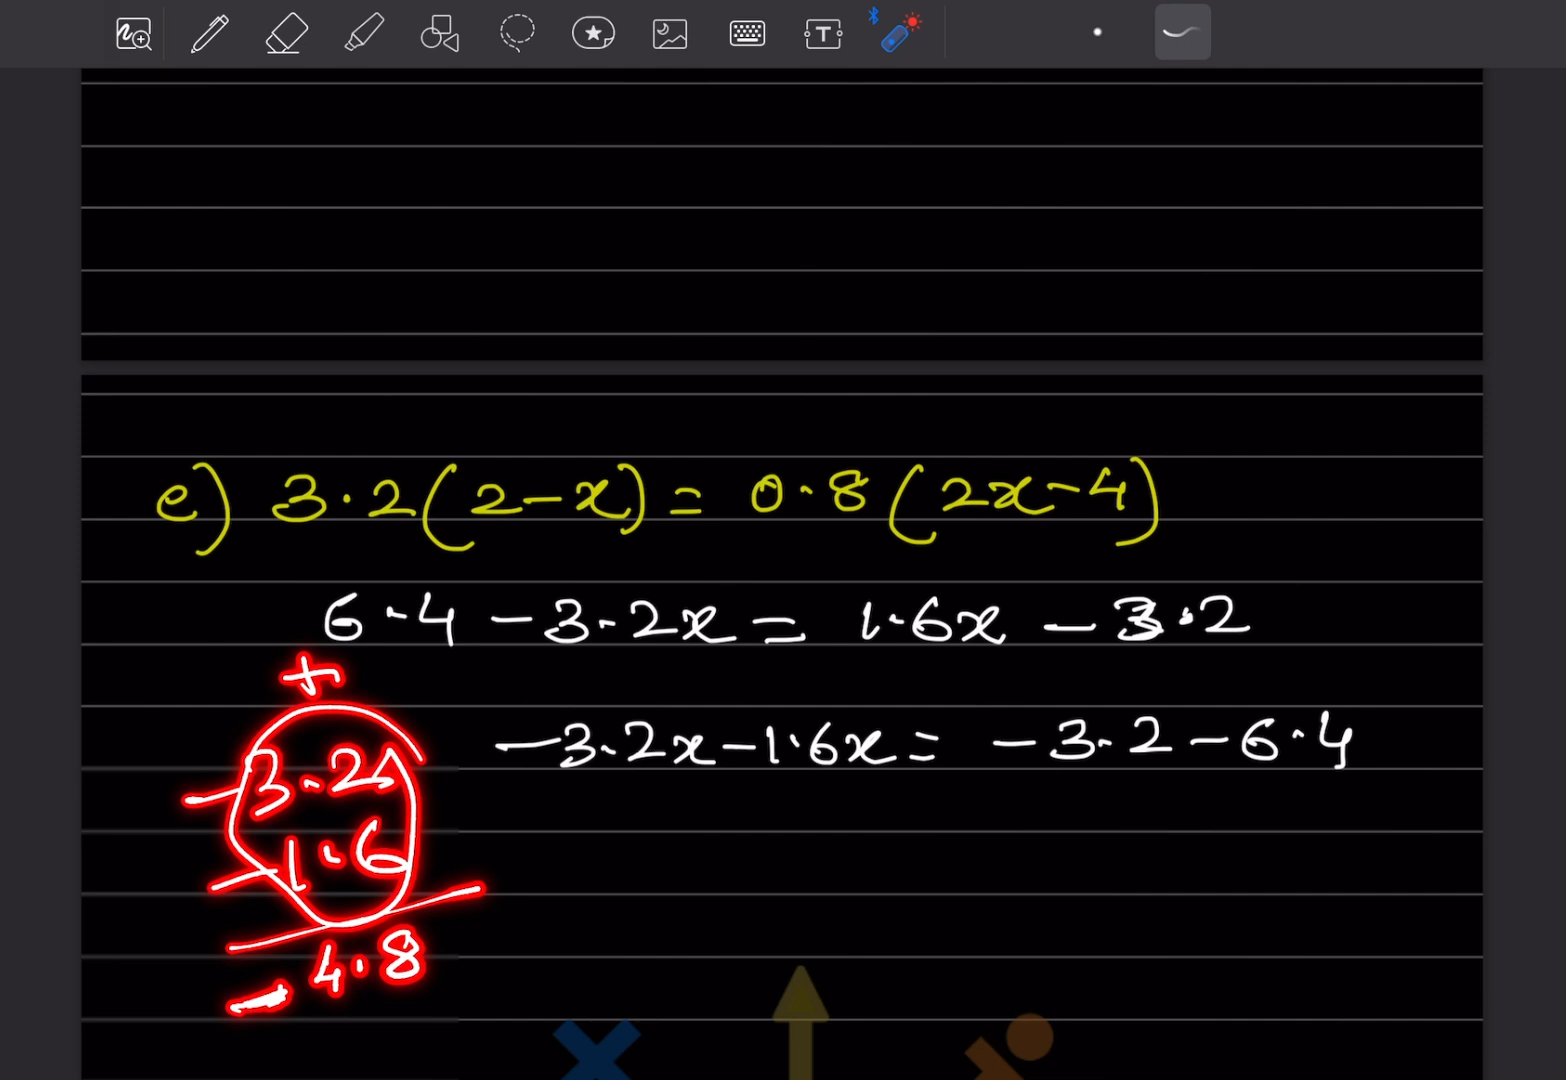 e) 3.2(2-x) = 0.8(2x-4)
6.4 - 3.2x = 1.6x - 3.2
+
-3.2x - 1.6x = -3.2 - 6.4
-3.2
-1.6
-4.8